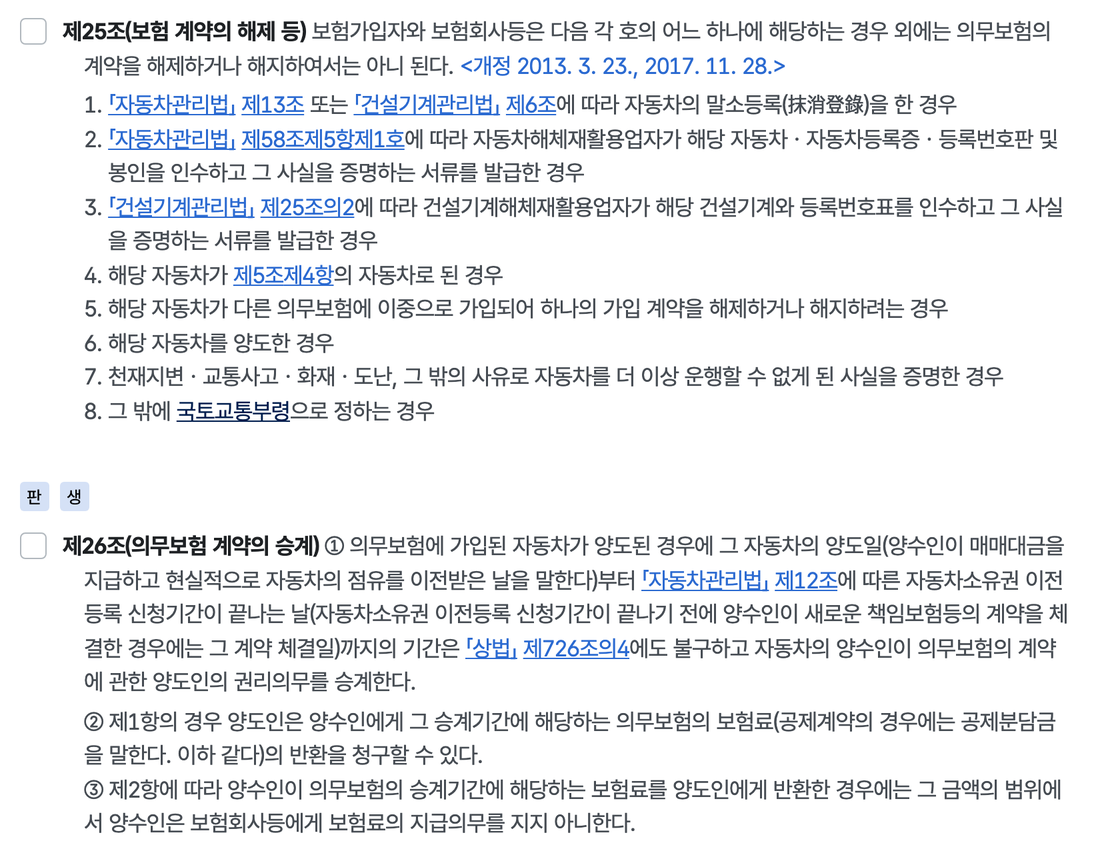 제25조(보험 계약의 해제 등) 보험가입자와 보험회사등은 다음 각 호의 어느 하나에 해당하는 경우 외에는 의무보험의
계약을 해제하거나 해지하여서는 아니 된다. <개정 2013. 3. 23., 2017. 11. 28.>
1. 「자동차관리법」 제13조 또는 「건설기계관리법」 제6조에 따라 자동차의 말소등록(抹消登錄)을 한 경우
2. 「자동차관리법」 제58조제5항제1호에 따라 자동차해체재활용업자가 해당 자동차ㆍ자동차등록증ㆍ등록번호판 및
봉인을 인수하고 그 사실을 증명하는 서류를 발급한 경우
3. 「건설기계관리법」 제25조의2에 따라 건설기계해체재활용업자가 해당 건설기계와 등록번호표를 인수하고 그 사실
을 증명하는 서류를 발급한 경우
4. 해당 자동차가 제5조제4항의 자동차로 된 경우
5. 해당 자동차가 다른 의무보험에 이중으로 가입되어 하나의 가입 계약을 해제하거나 해지하려는 경우
6. 해당 자동차를 양도한 경우
7. 천재지변ㆍ교통사고ㆍ화재ㆍ도난, 그 밖의 사유로 자동차를 더 이상 운행할 수 없게 된 사실을 증명한 경우
8. 그 밖에 국토교통부령으로 정하는 경우
판 생
제26조(의무보험 계약의 승계) ① 의무보험에 가입된 자동차가 양도된 경우에 그 자동차의 양도일(양수인이 매매대금을
지급하고 현실적으로 자동차의 점유를 이전받은 날을 말한다)부터 「자동차관리법」 제12조에 따른 자동차소유권 이전
등록 신청기간이 끝나는 날(자동차소유권 이전등록 신청기간이 끝나기 전에 양수인이 새로운 책임보험등의 계약을 체
결한 경우에는 그 계약 체결일)까지의 기간은 「상법」 제726조의4에도 불구하고 자동차의 양수인이 의무보험의 계약
에 관한 양도인의 권리의무를 승계한다.
② 제1항의 경우 양도인은 양수인에게 그 승계기간에 해당하는 의무보험의 보험료(공제계약의 경우에는 공제분담금
을 말한다. 이하 같다)의 반환을 청구할 수 있다.
③ 제2항에 따라 양수인이 의무보험의 승계기간에 해당하는 보험료를 양도인에게 반환한 경우에는 그 금액의 범위에
서 양수인은 보험회사등에게 보험료의 지급의무를 지지 아니한다.